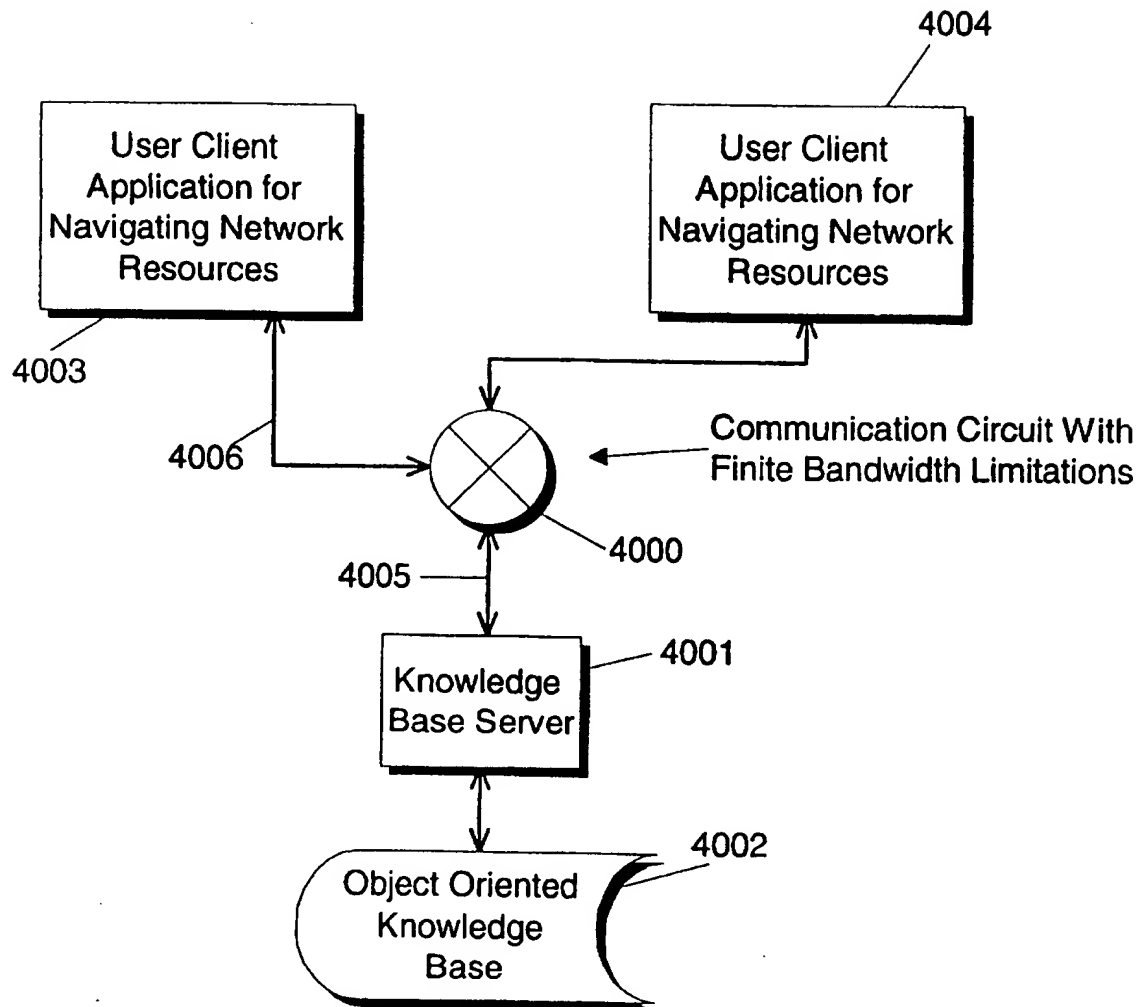 4004
User Client
Application for
Navigating Network
Resources
User Client
Application for
Navigating Network
Resources
4003
4006
Communication Circuit With
Finite Bandwidth Limitations
4000
4005
4001
Knowledge
Base Server
4002
Object Oriented
Knowledge
Base